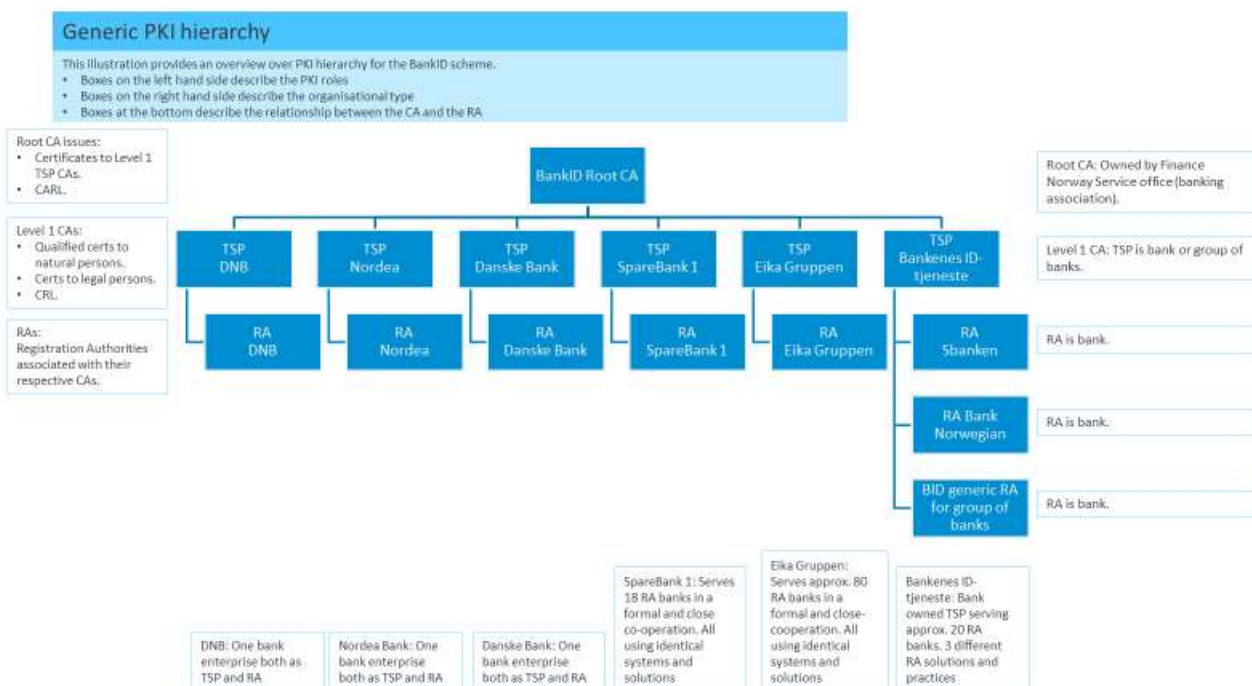 Generic PKI hierarchy
This illustration provides an overview over PKI hierarchy for the BankID scheme.
• Boxes on the left hand side describe the PKI roles
• Boxes on the right hand side describe the organisational type
• Boxes at the bottom describe the relationship between the CA and the RA
Root CA issues:
• Certificates to Level 1
TSP CAs.
• CARL.
BankID Root CA
Root CA: Owned by Finance
Norway Service office (banking
association).
Level 1 CAs:
• Qualified certs to
natural persons.
• Certs to legal persons.
• CRL.
TSP
DNB
TSP
Nordea
TSP
Danske Bank
TSP
SpareBank 1
TSP
Eika Gruppen
TSP
Bankenes ID-
tjeneste
Level 1 CA: TSP is bank or group of
banks.
RAs:
Registration Authorities
associated with their
respective CAs.
RA
DNB
RA
Nordea
RA
Danske Bank
RA
SpareBank 1
RA
Eika Gruppen
RA
Sbanken
RA is bank.
RA Bank
Norwegian
RA is bank.
BID generic RA
for group of
banks
RA is bank.
DNB: One bank
enterprise both as
TSP and RA
Nordea Bank: One
bank enterprise
both as TSP and RA
Danske Bank: One
bank enterprise
both as TSP and RA
SpareBank 1: Serves
18 RA banks in a
formal and close
co-operation. All
using identical
systems and
solutions
Eika Gruppen:
Serves approx. 80
RA banks in a
formal and close-
cooperation. All
using identical
systems and
solutions
Bankenes ID-
tjeneste: Bank
owned TSP serving
approx. 20 RA
banks. 3 different
RA solutions and
practices